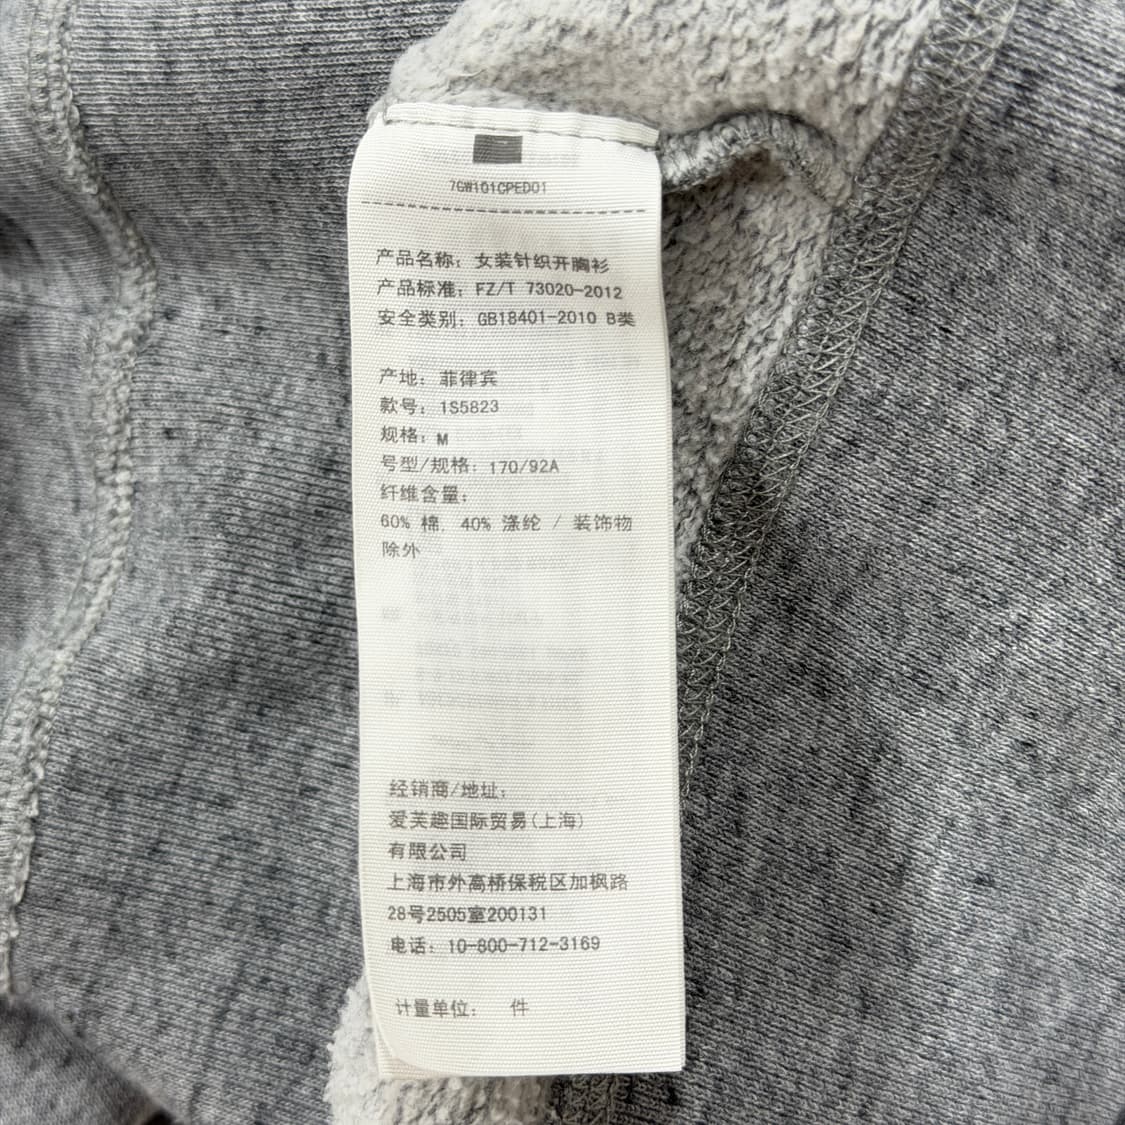 7GW101CPED01
产品名称：女装针织开胸衫
产品标准：FZ/T 73020-2012
安全类别：GB18401-2010 B类
产地：菲律宾
款号：1S5823
规格：M
号型/规格：170/92A
纤维含量：
60% 棉, 40% 涤纶 / 装饰物
除外
经销商/地址：
爱芙趣国际贸易(上海)
有限公司
上海市外高桥保税区加枫路
28号2505室200131
电话：10-800-712-3169
计量单位： 件